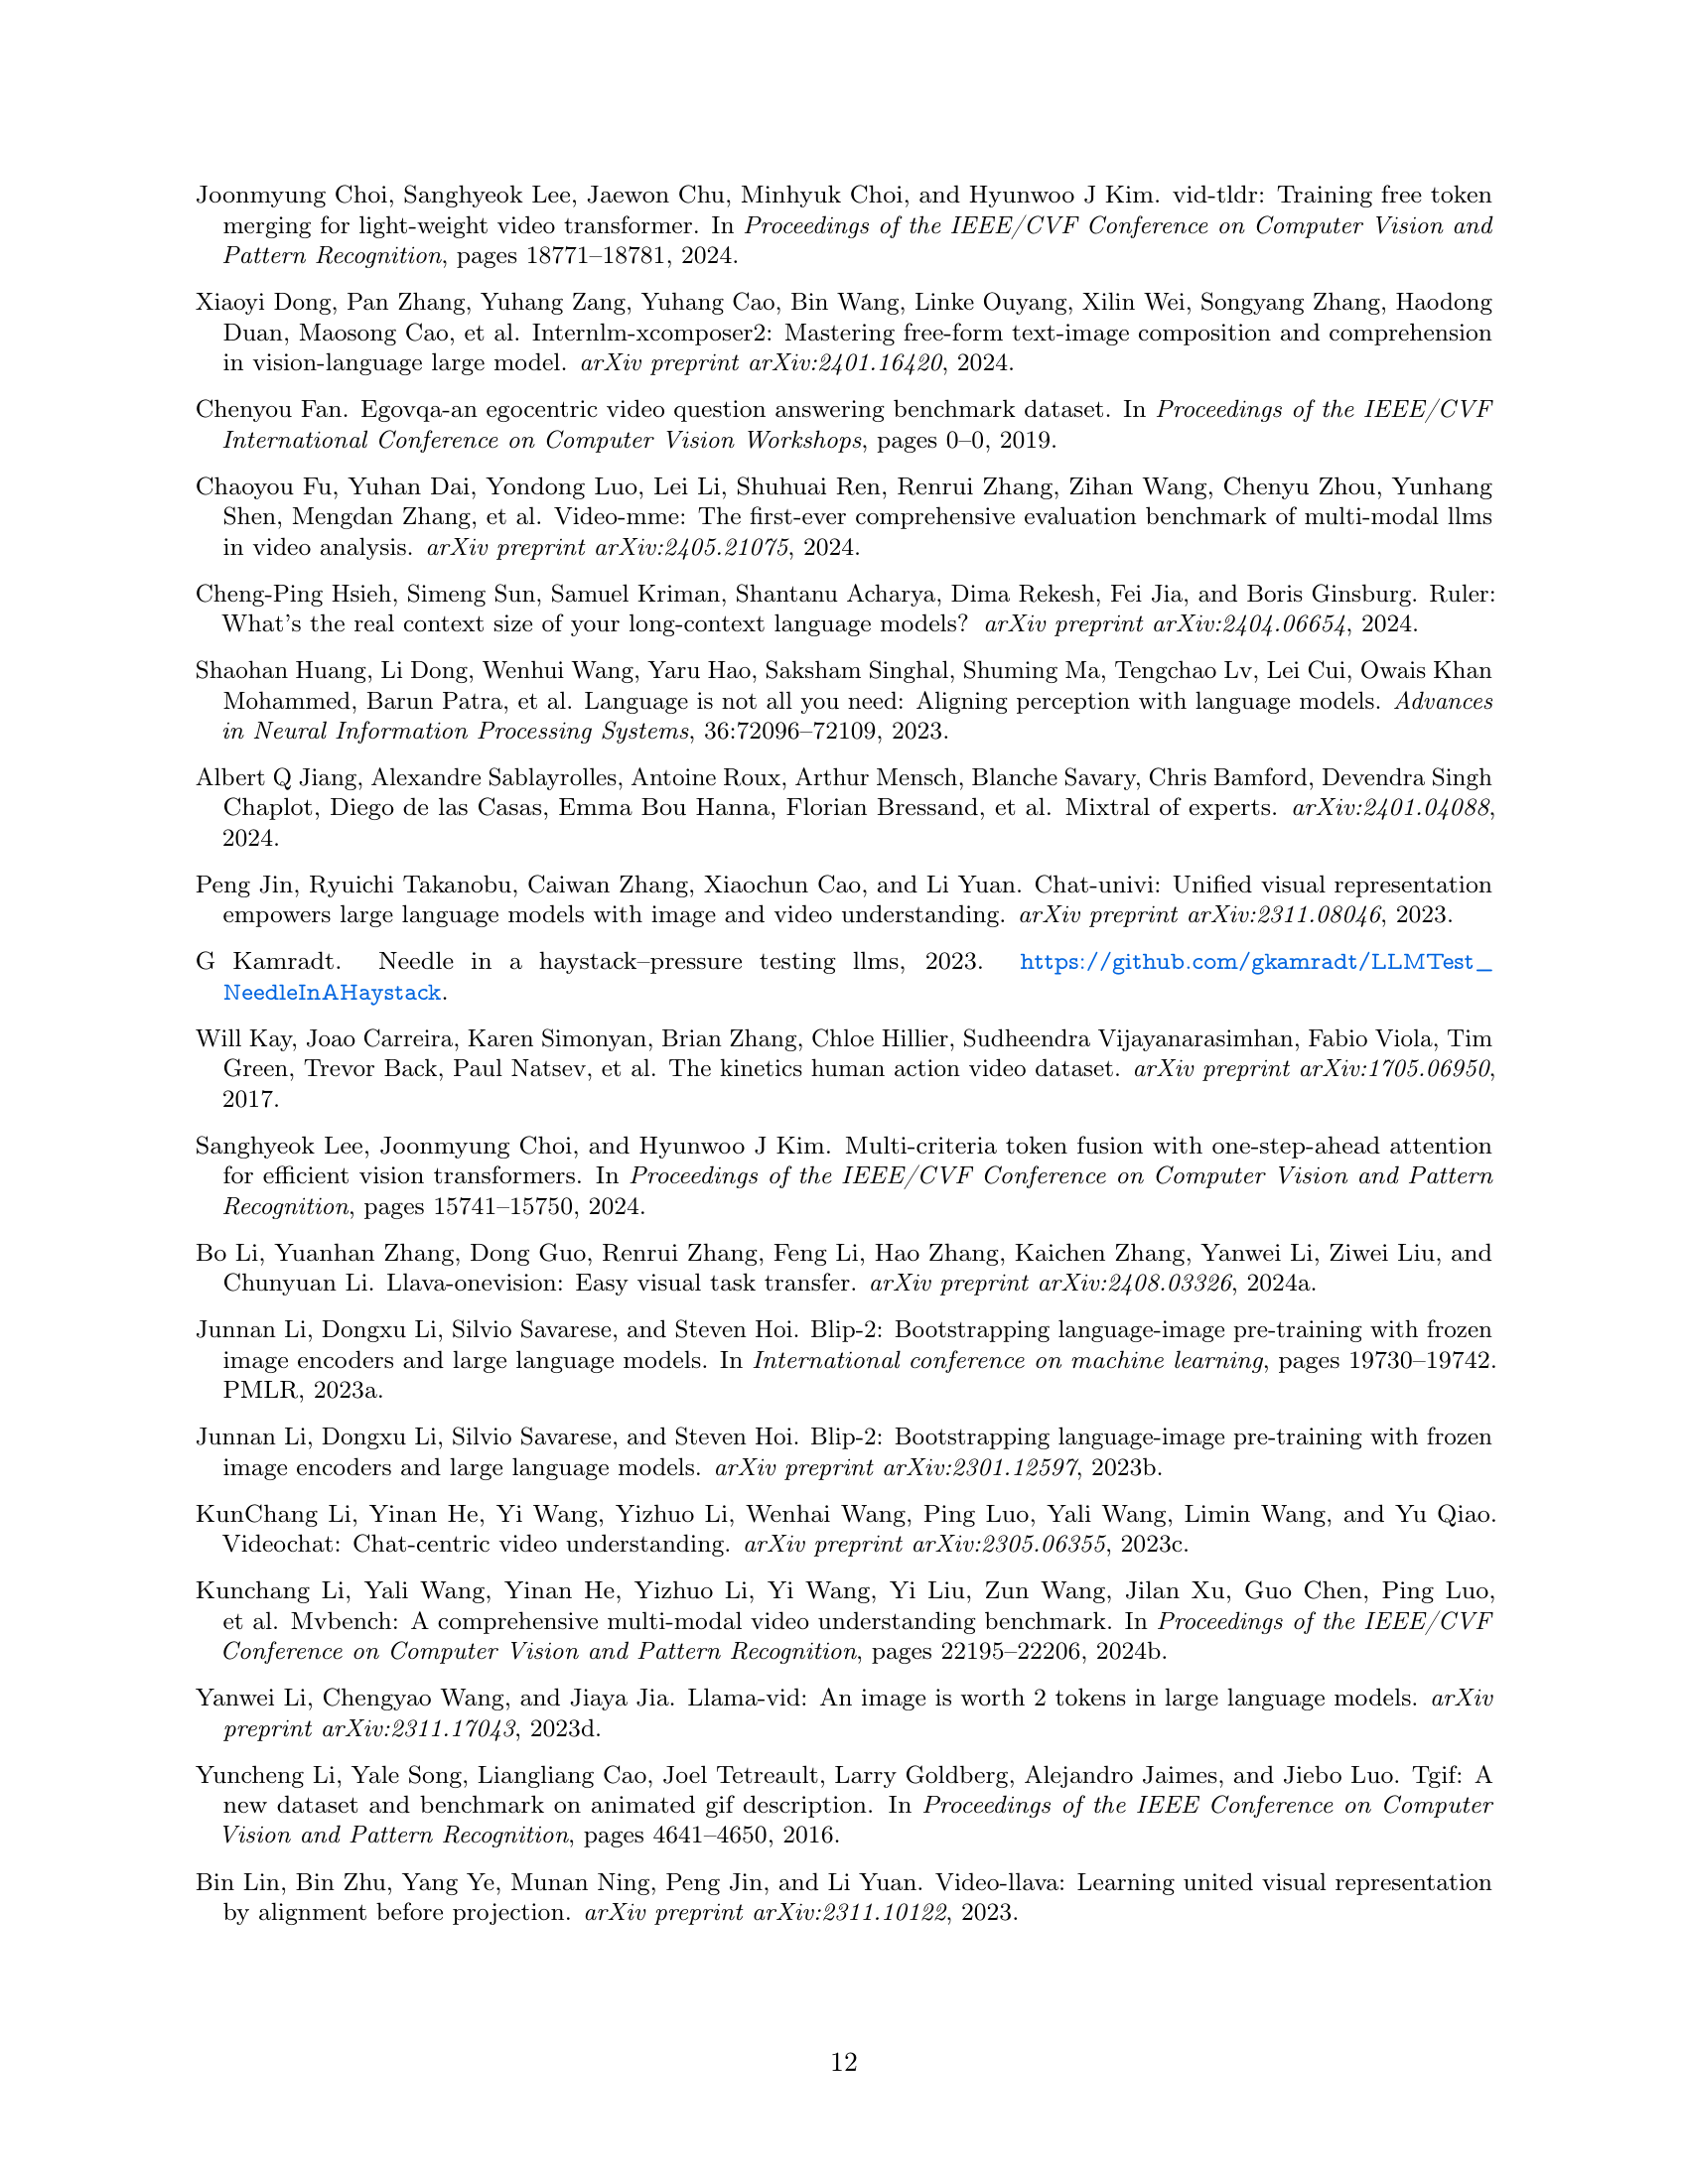 Joonmyung Choi, Sanghyeok Lee, Jaewon Chu, Minhyuk Choi, and Hyunwoo J Kim. vid-tldr: Training free token
merging for light-weight video transformer. In Proceedings of the IEEE/CVF Conference on Computer Vision and
Pattern Recognition, pages 18771–18781, 2024.
Xiaoyi Dong, Pan Zhang, Yuhang Zang, Yuhang Cao, Bin Wang, Linke Ouyang, Xilin Wei, Songyang Zhang, Haodong
Duan, Maosong Cao, et al. Internlm-xcomposer2: Mastering free-form text-image composition and comprehension
in vision-language large model. arXiv preprint arXiv:2401.16420, 2024.
Chenyou Fan. Egovqa-an egocentric video question answering benchmark dataset. In Proceedings of the IEEE/CVF
International Conference on Computer Vision Workshops, pages 0–0, 2019.
Chaoyou Fu, Yuhan Dai, Yondong Luo, Lei Li, Shuhuai Ren, Renrui Zhang, Zihan Wang, Chenyu Zhou, Yunhang
Shen, Mengdan Zhang, et al. Video-mme: The first-ever comprehensive evaluation benchmark of multi-modal llms
in video analysis. arXiv preprint arXiv:2405.21075, 2024.
Cheng-Ping Hsieh, Simeng Sun, Samuel Kriman, Shantanu Acharya, Dima Rekesh, Fei Jia, and Boris Ginsburg. Ruler:
What's the real context size of your long-context language models? arXiv preprint arXiv:2404.06654, 2024.
Shaohan Huang, Li Dong, Wenhui Wang, Yaru Hao, Saksham Singhal, Shuming Ma, Tengchao Lv, Lei Cui, Owais Khan
Mohammed, Barun Patra, et al. Language is not all you need: Aligning perception with language models. Advances
in Neural Information Processing Systems, 36:72096–72109, 2023.
Albert Q Jiang, Alexandre Sablayrolles, Antoine Roux, Arthur Mensch, Blanche Savary, Chris Bamford, Devendra Singh
Chaplot, Diego de las Casas, Emma Bou Hanna, Florian Bressand, et al. Mixtral of experts. arXiv:2401.04088,
2024.
Peng Jin, Ryuichi Takanobu, Caiwan Zhang, Xiaochun Cao, and Li Yuan. Chat-univi: Unified visual representation
empowers large language models with image and video understanding. arXiv preprint arXiv:2311.08046, 2023.
G Kamradt. Needle in a haystack–pressure testing llms, 2023. https://github.com/gkamradt/LLMTest_
NeedleInAHaystack.
Will Kay, Joao Carreira, Karen Simonyan, Brian Zhang, Chloe Hillier, Sudheendra Vijayanarasimhan, Fabio Viola, Tim
Green, Trevor Back, Paul Natsev, et al. The kinetics human action video dataset. arXiv preprint arXiv:1705.06950,
2017.
Sanghyeok Lee, Joonmyung Choi, and Hyunwoo J Kim. Multi-criteria token fusion with one-step-ahead attention
for efficient vision transformers. In Proceedings of the IEEE/CVF Conference on Computer Vision and Pattern
Recognition, pages 15741–15750, 2024.
Bo Li, Yuanhan Zhang, Dong Guo, Renrui Zhang, Feng Li, Hao Zhang, Kaichen Zhang, Yanwei Li, Ziwei Liu, and
Chunyuan Li. Llava-onevision: Easy visual task transfer. arXiv preprint arXiv:2408.03326, 2024a.
Junnan Li, Dongxu Li, Silvio Savarese, and Steven Hoi. Blip-2: Bootstrapping language-image pre-training with frozen
image encoders and large language models. In International conference on machine learning, pages 19730–19742.
PMLR, 2023a.
Junnan Li, Dongxu Li, Silvio Savarese, and Steven Hoi. Blip-2: Bootstrapping language-image pre-training with frozen
image encoders and large language models. arXiv preprint arXiv:2301.12597, 2023b.
KunChang Li, Yinan He, Yi Wang, Yizhuo Li, Wenhai Wang, Ping Luo, Yali Wang, Limin Wang, and Yu Qiao.
Videochat: Chat-centric video understanding. arXiv preprint arXiv:2305.06355, 2023c.
Kunchang Li, Yali Wang, Yinan He, Yizhuo Li, Yi Wang, Yi Liu, Zun Wang, Jilan Xu, Guo Chen, Ping Luo,
et al. Mvbench: A comprehensive multi-modal video understanding benchmark. In Proceedings of the IEEE/CVF
Conference on Computer Vision and Pattern Recognition, pages 22195–22206, 2024b.
Yanwei Li, Chengyao Wang, and Jiaya Jia. Llama-vid: An image is worth 2 tokens in large language models. arXiv
preprint arXiv:2311.17043, 2023d.
Yuncheng Li, Yale Song, Liangliang Cao, Joel Tetreault, Larry Goldberg, Alejandro Jaimes, and Jiebo Luo. Tgif: A
new dataset and benchmark on animated gif description. In Proceedings of the IEEE Conference on Computer
Vision and Pattern Recognition, pages 4641–4650, 2016.
Bin Lin, Bin Zhu, Yang Ye, Munan Ning, Peng Jin, and Li Yuan. Video-llava: Learning united visual representation
by alignment before projection. arXiv preprint arXiv:2311.10122, 2023.
12